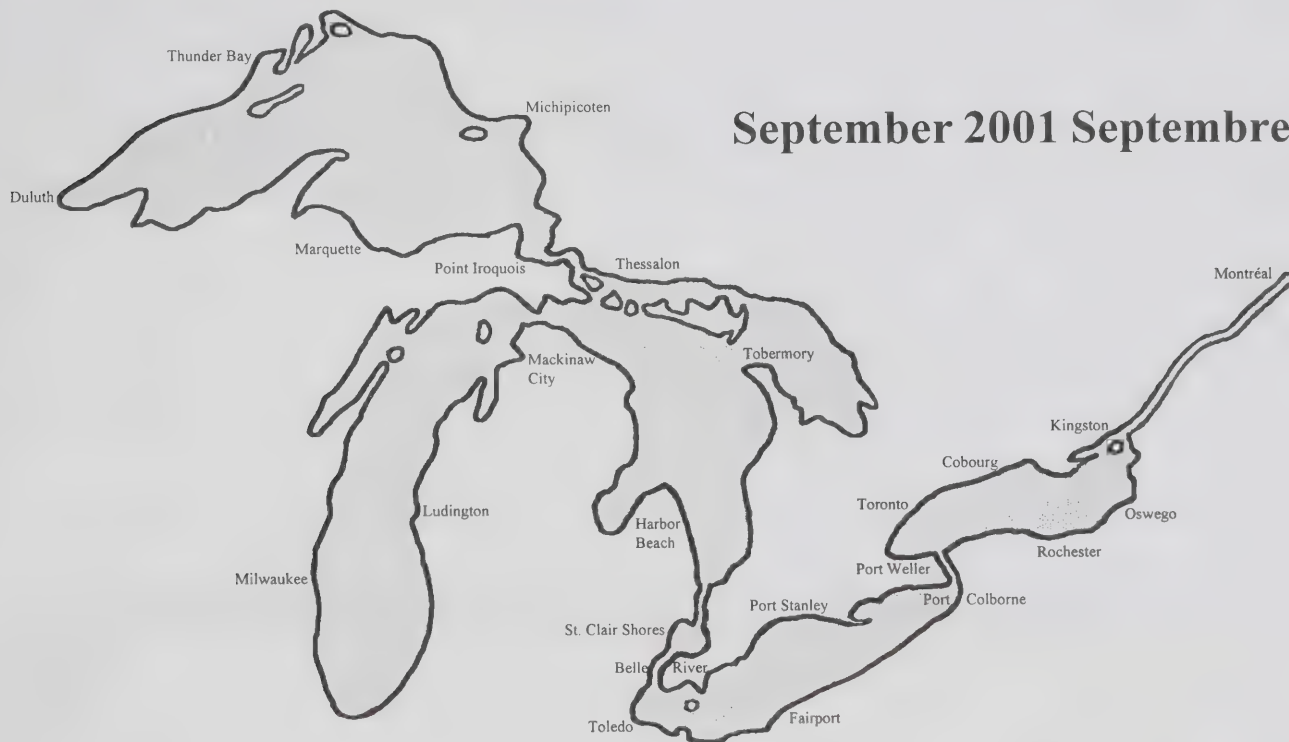 Thunder Bay
Michipicoten
September 2001 Septembre
Duluth
Marquette
Point Iroquois
Thessalon
Montréal
Mackinaw
City
Tobermory
Kingston
Cobourg
Toronto
Oswego
Ludington
Harbor
Beach
Rochester
Milwaukee
Port Weller
Port Stanley
Port Colborne
St. Clair Shores
Belle River
Toledo
Fairport